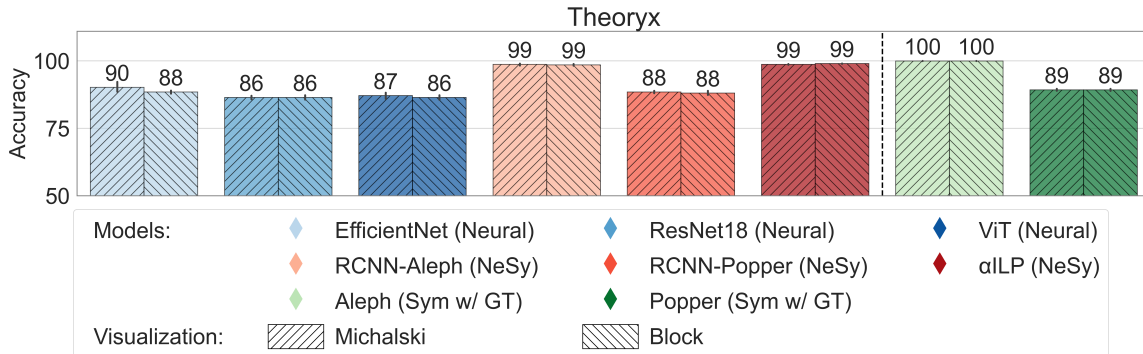 Theoryx
Accuracy
100
75
50
90 88 86 86 87 86 99 99 88 88 99 99 100 100 89 89
Models: EfficientNet (Neural) ResNet18 (Neural) ViT (Neural)
RCNN-Aleph (NeSy) RCNN-Popper (NeSy) αILP (NeSy)
Aleph (Sym w/ GT) Popper (Sym w/ GT)
Visualization: Michalski Block